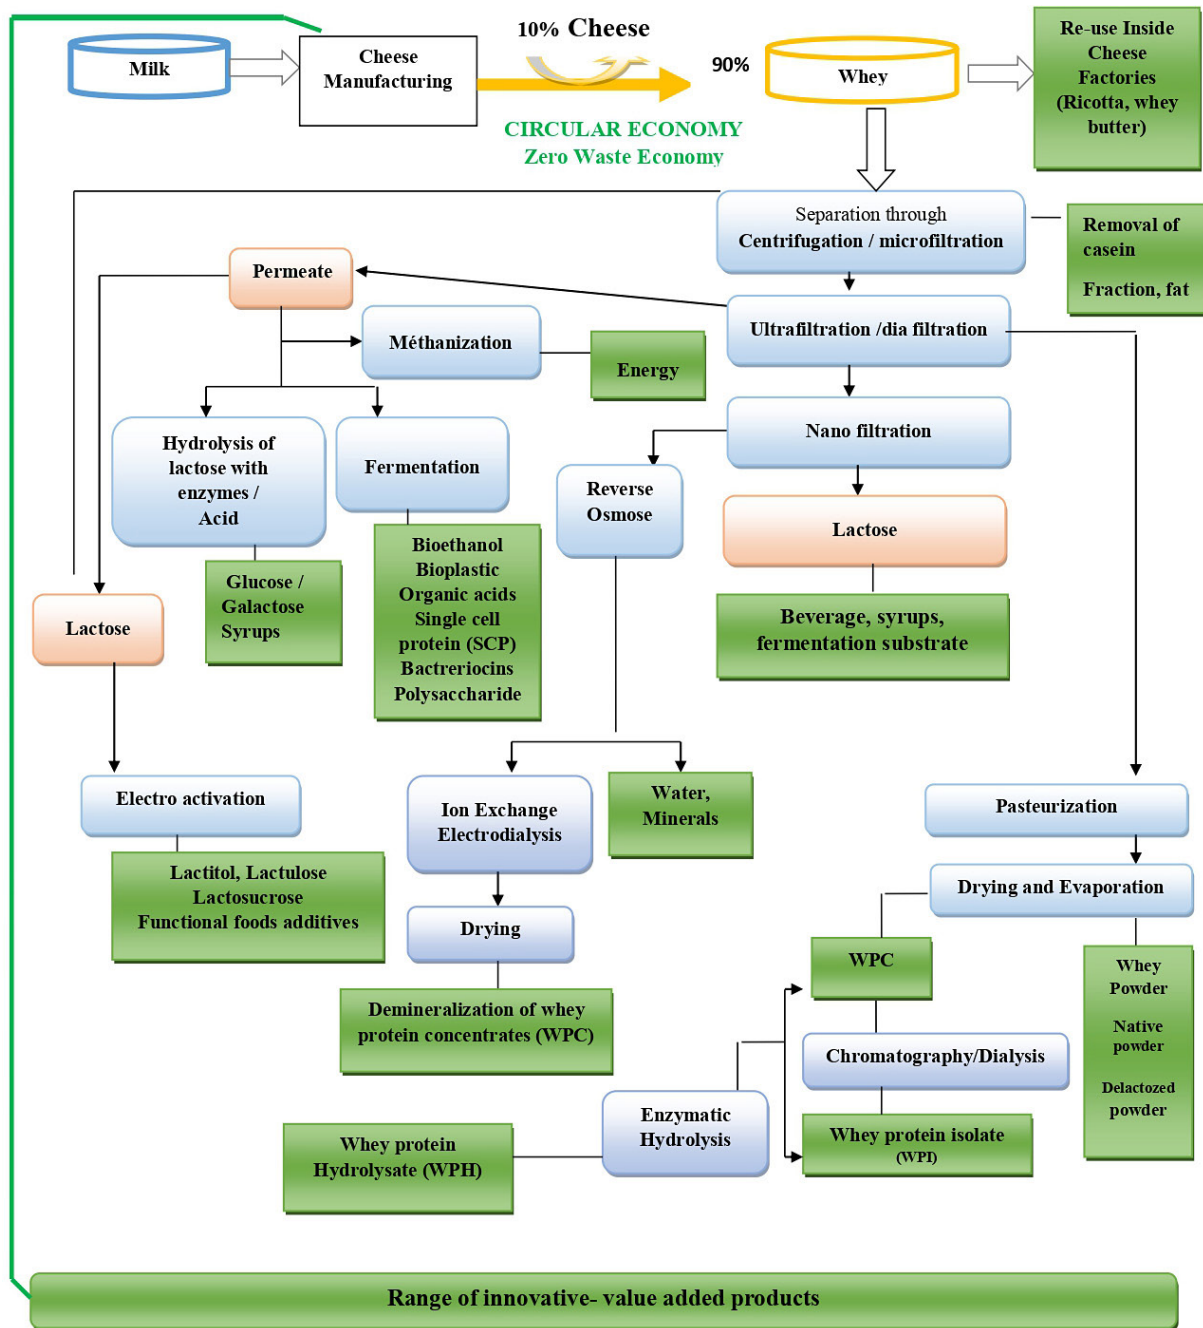 Milk
Cheese
Manufacturing
10% Cheese
90%
Whey
Re-use Inside
Cheese
Factories
(Ricotta, whey
butter)
CIRCULAR ECONOMY
Zero Waste Economy
Separation through
Centrifugation / microfiltration
Removal of
casein
Fraction, fat
Permeate
Ultrafiltration /dia filtration
Méthanization
Energy
Nano filtration
Hydrolysis of
lactose with
enzymes /
Acid
Fermentation
Reverse
Osmose
Lactose
Glucose /
Galactose
Syrups
Bioethanol
Bioplastic
Organic acids
Single cell
protein (SCP)
Bactreriocins
Polysaccharide
Beverage, syrups,
fermentation substrate
Lactose
Electro activation
Ion Exchange
Electrodialysis
Water,
Minerals
Pasteurization
Lactitol, Lactulose
Lactosucrose
Functional foods additives
Drying
Drying and Evaporation
WPC
Whey
Powder
Native
powder
Delactozed
powder
Demineralization of whey
protein concentrates (WPC)
Chromatography/Dialysis
Enzymatic
Hydrolysis
Whey protein
Hydrolysate (WPH)
Whey protein isolate
(WPI)
Range of innovative- value added products